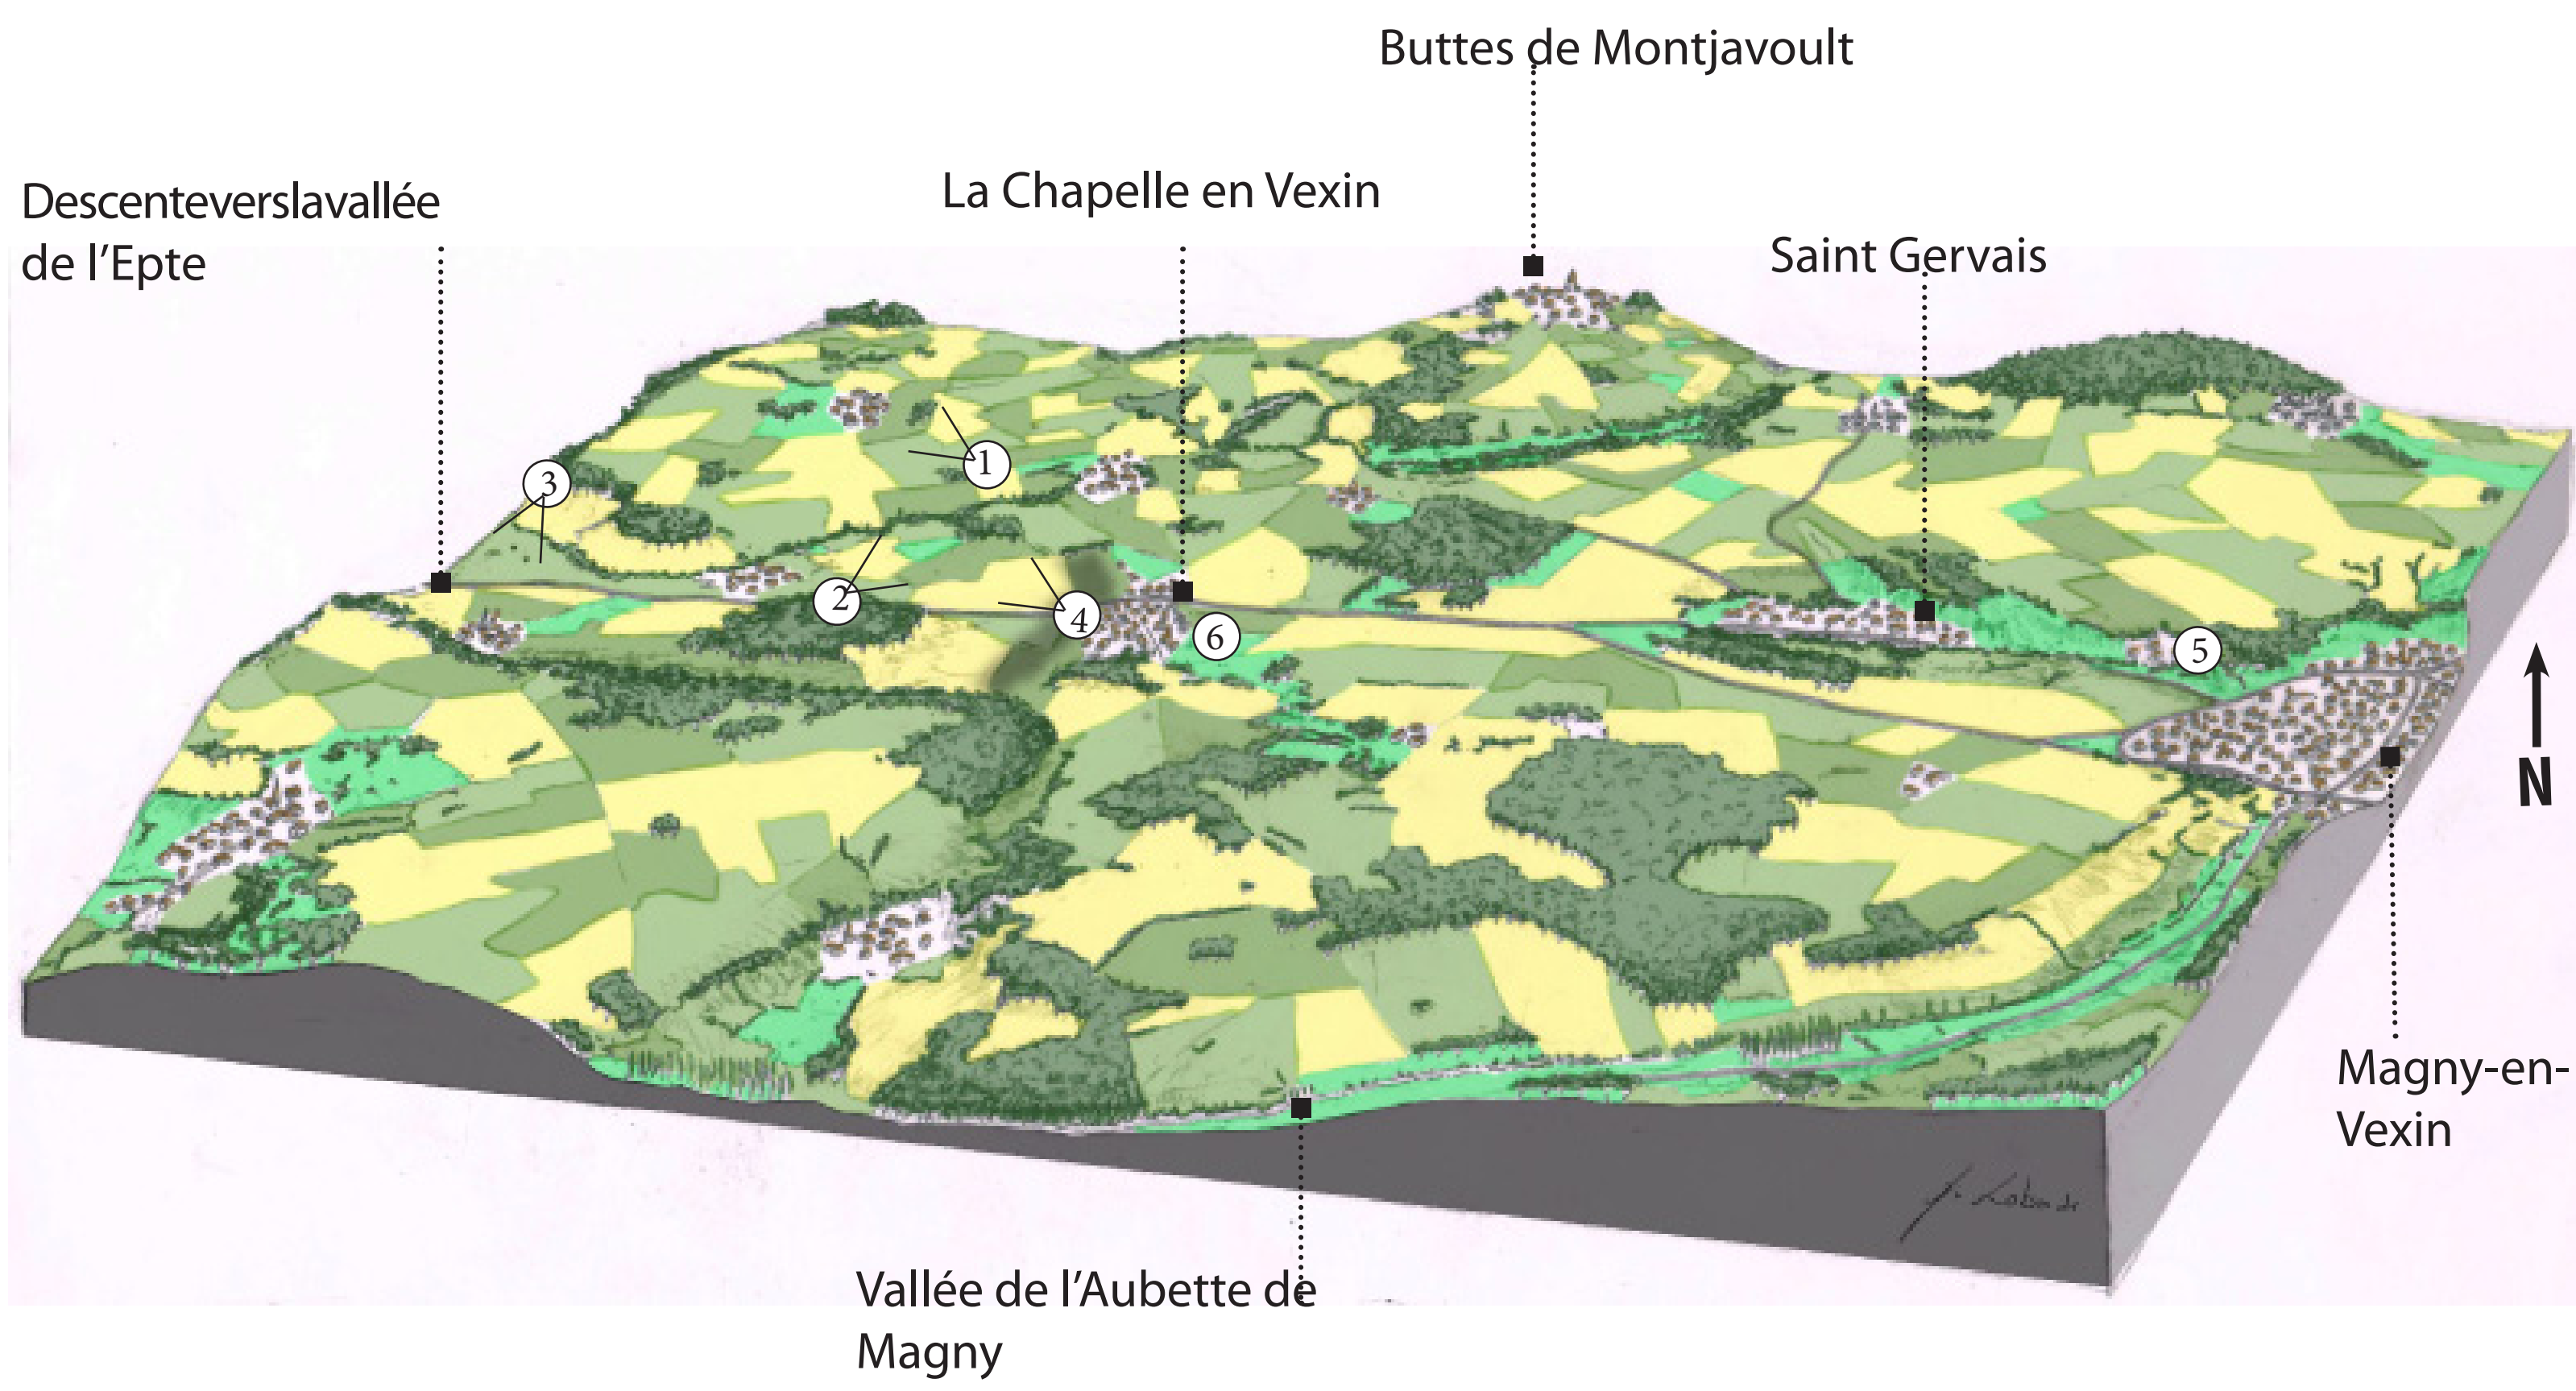 Buttes de Montjavoult
La Chapelle en Vexin
Descenteverslavallée
de l'Epte
Saint Gervais
1
3
2
4
6
5
N
Magny-en-
Vexin
Vallée de l'Aubette de
Magny